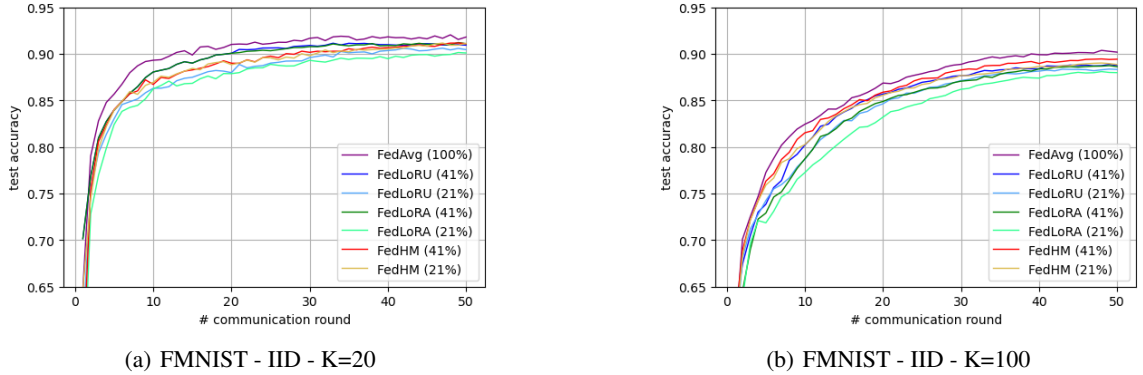 0.95
0.90
0.85
0.80
0.75
0.70
0.65
test accuracy
0
10
20
30
40
50
# communication round
FedAvg (100%)
FedLoRU (41%)
FedLoRU (21%)
FedLoRA (41%)
FedLoRA (21%)
FedHM (41%)
FedHM (21%)
(a) FMNIST - IID - K=20
0.95
0.90
0.85
0.80
0.75
0.70
0.65
test accuracy
0
10
20
30
40
50
# communication round
FedAvg (100%)
FedLoRU (41%)
FedLoRU (21%)
FedLoRA (41%)
FedLoRA (21%)
FedHM (41%)
FedHM (21%)
(b) FMNIST - IID - K=100